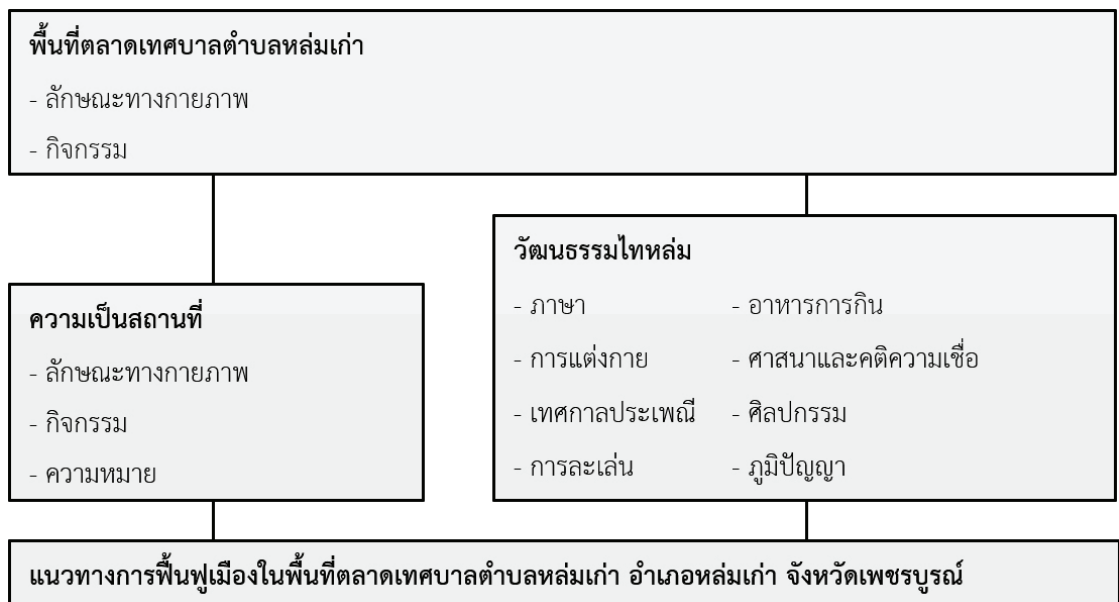 พื้นที่ตลาดเทศบาลตำบลหล่มเก่า
- ลักษณะทางกายภาพ
- กิจกรรม
ความเป็นสถานที่
- ลักษณะทางกายภาพ
- กิจกรรม
- ความหมาย
วัฒนธรรมไทหล่ม
- ภาษา - อาหารการกิน
- การแต่งกาย - ศาสนาและคติความเชื่อ
- เทศกาลประเพณี - ศิลปกรรม
- การละเล่น - ภูมิปัญญา
แนวทางการฟื้นฟูเมืองในพื้นที่ตลาดเทศบาลตำบลหล่มเก่า อำเภอหล่มเก่า จังหวัดเพชรบูรณ์